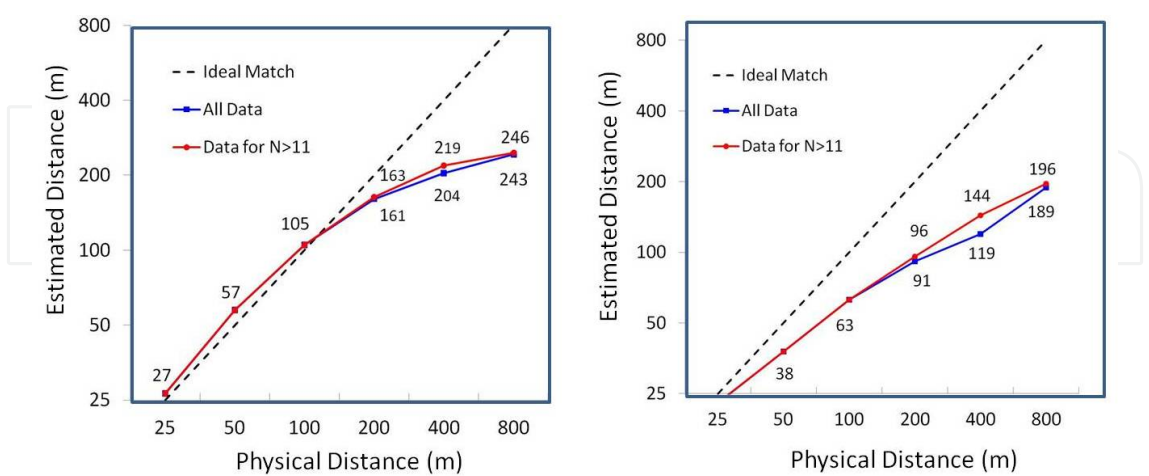 800
400
200
100
50
25
Estimated Distance (m)
Ideal Match
All Data
Data for N>11
27
57
105
163
161
219
204
246
243
25 50 100 200 400 800
Physical Distance (m)
800
400
200
100
50
25
Estimated Distance (m)
Ideal Match
All Data
Data for N>11
38
63
96
91
144
119
196
189
25 50 100 200 400 800
Physical Distance (m)